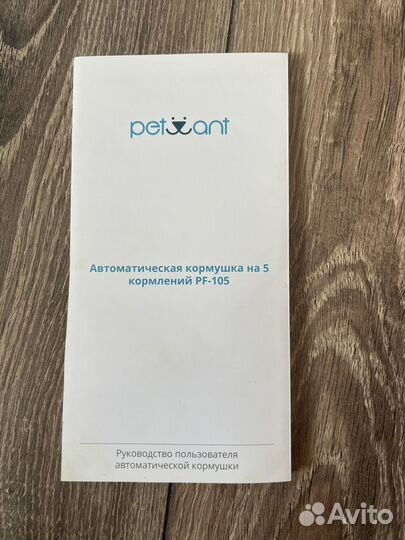 petwant
Автоматическая кормушка на 5
кормлений PF-105
Руководство пользователя
автоматической кормушки
Avito